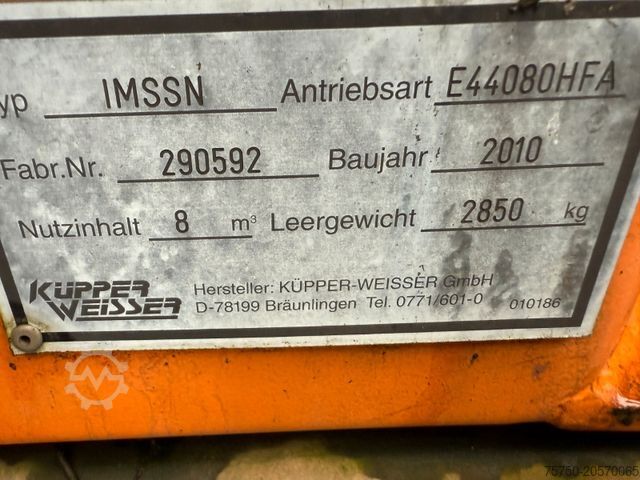 yp IMSSN Antriebsart E44080HFA
Fabr.Nr. 290592 Baujahr 2010
Nutzinhalt 8 m³ Leergewicht 2850 kg
KÜPPER WEISSER
Hersteller: KÜPPER-WEISSER GmbH
D-78199 Bräunlingen Tel. 0771/601-0 010186
75750-20570065